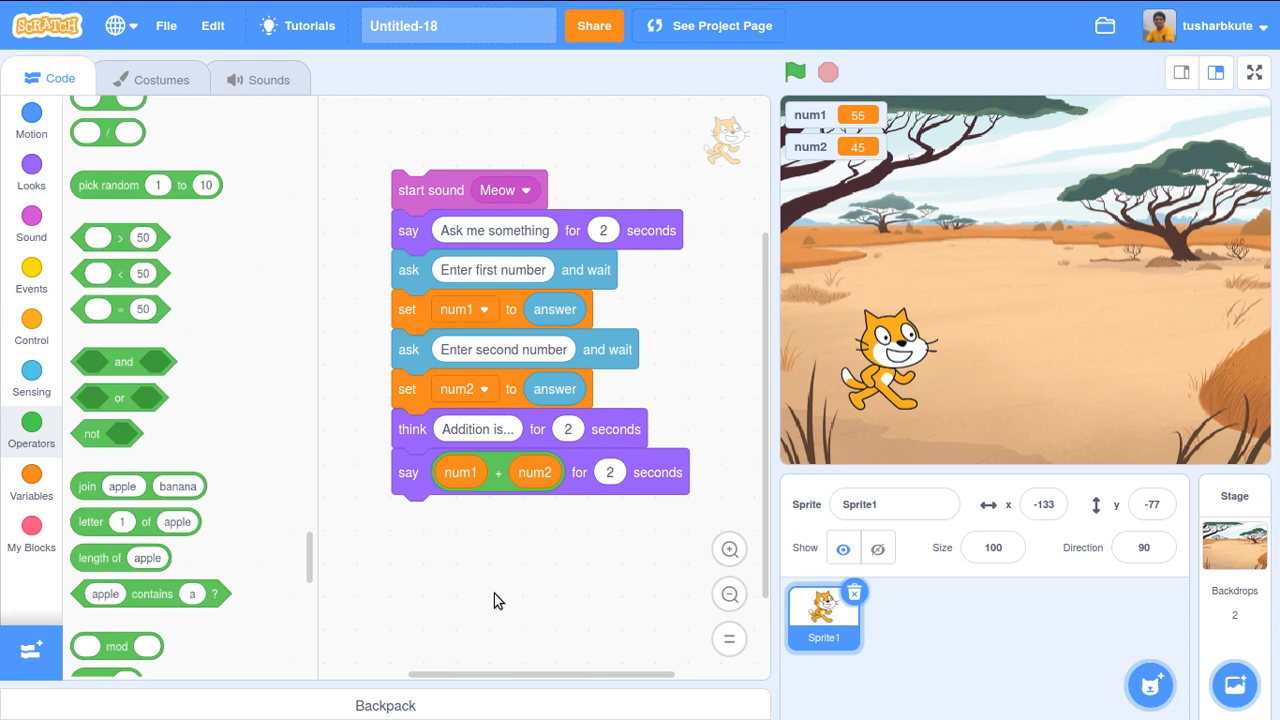 SCRATCH File Edit Tutorials Untitled-18 Share See Project Page tusharbkute
Code Costumes Sounds
Motion
Looks
Sound
Events
Control
Sensing
Operators
Variables
My Blocks
/
pick random 1 to 10
> 50
< 50
= 50
and
or
not
join apple banana
letter 1 of apple
length of apple
apple contains a ?
mod
start sound Meow
say Ask me something for 2 seconds
ask Enter first number and wait
set num1 to answer
ask Enter second number and wait
set num2 to answer
think Addition is... for 2 seconds
say num1 + num2 for 2 seconds
Backpack
num1 55
num2 45
Sprite Sprite1 x -133 y -77
Show Size 100 Direction 90
Sprite1
Stage
Backdrops
2